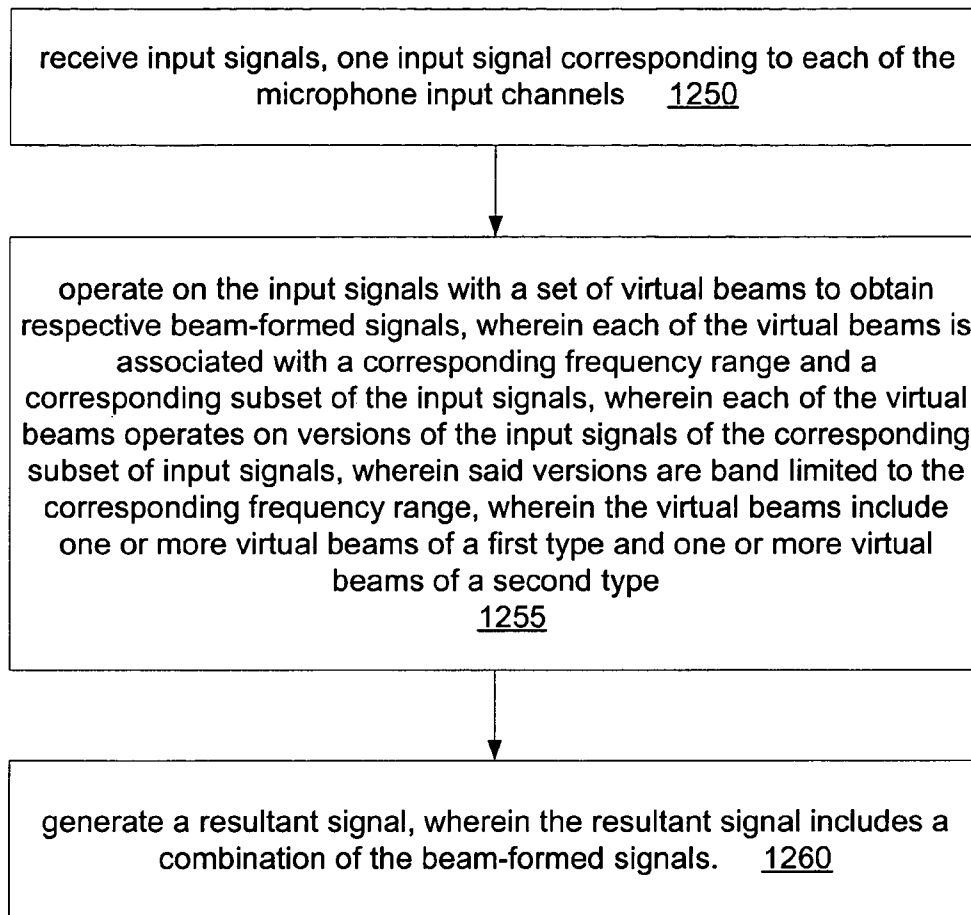 receive input signals, one input signal corresponding to each of the
microphone input channels 1250
operate on the input signals with a set of virtual beams to obtain
respective beam-formed signals, wherein each of the virtual beams is
associated with a corresponding frequency range and a
corresponding subset of the input signals, wherein each of the virtual
beams operates on versions of the input signals of the corresponding
subset of input signals, wherein said versions are band limited to the
corresponding frequency range, wherein the virtual beams include
one or more virtual beams of a first type and one or more virtual
beams of a second type
1255
generate a resultant signal, wherein the resultant signal includes a
combination of the beam-formed signals. 1260